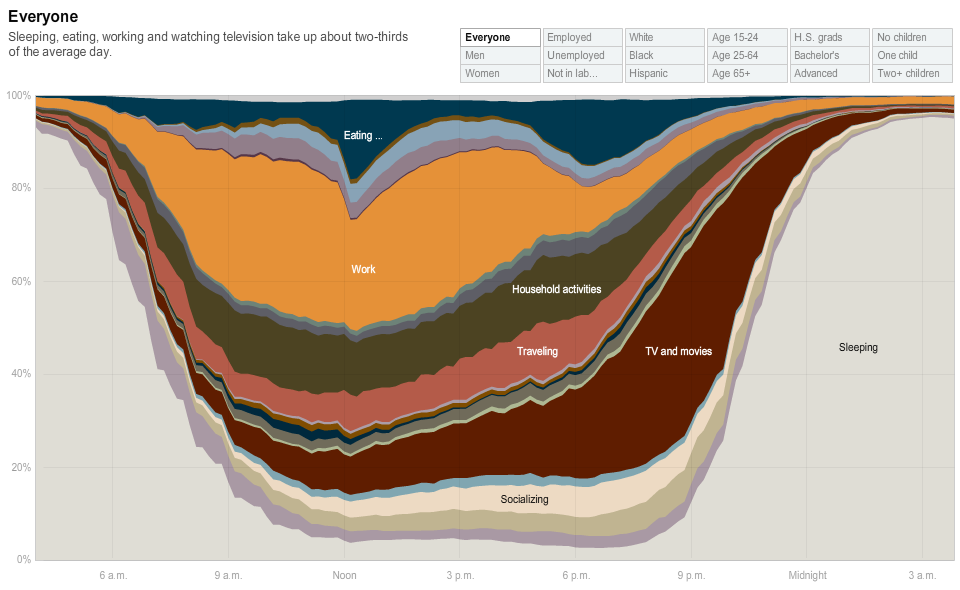 Everyone
Sleeping, eating, working and watching television take up about two-thirds
of the average day.
Everyone Employed White Age 15-24 H.S. grads No children
Men Unemployed Black Age 25-64 Bachelor's One child
Women Not in lab... Hispanic Age 65+ Advanced Two+ children
100%
80%
60%
40%
20%
0%
Eating ...
Work
Household activities
Traveling
TV and movies
Sleeping
Socializing
6 a.m. 9 a.m. Noon 3 p.m. 6 p.m. 9 p.m. Midnight 3 a.m.